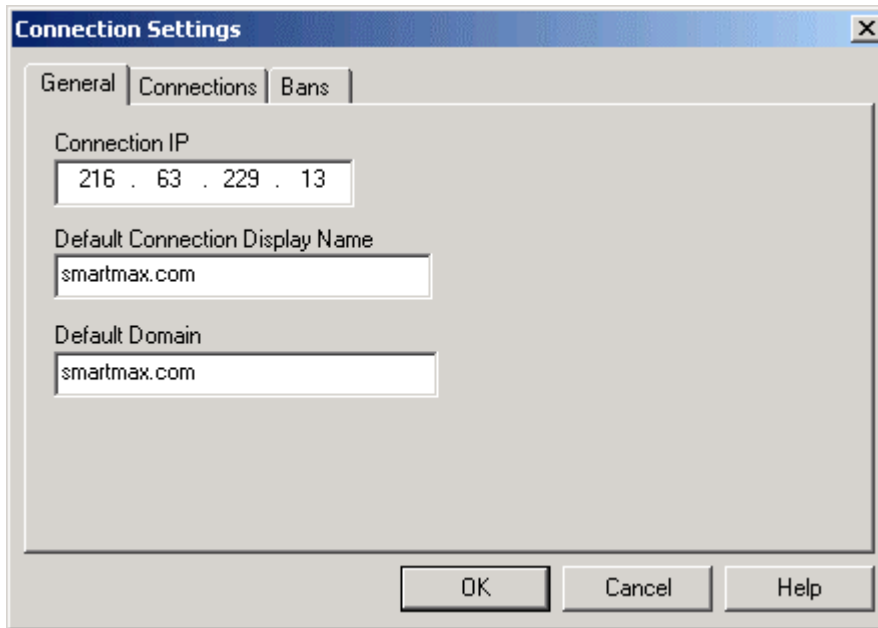 Connection Settings
General Connections Bans
Connection IP
216 . 63 . 229 . 13
Default Connection Display Name
smartmax.com
Default Domain
smartmax.com
OK Cancel Help